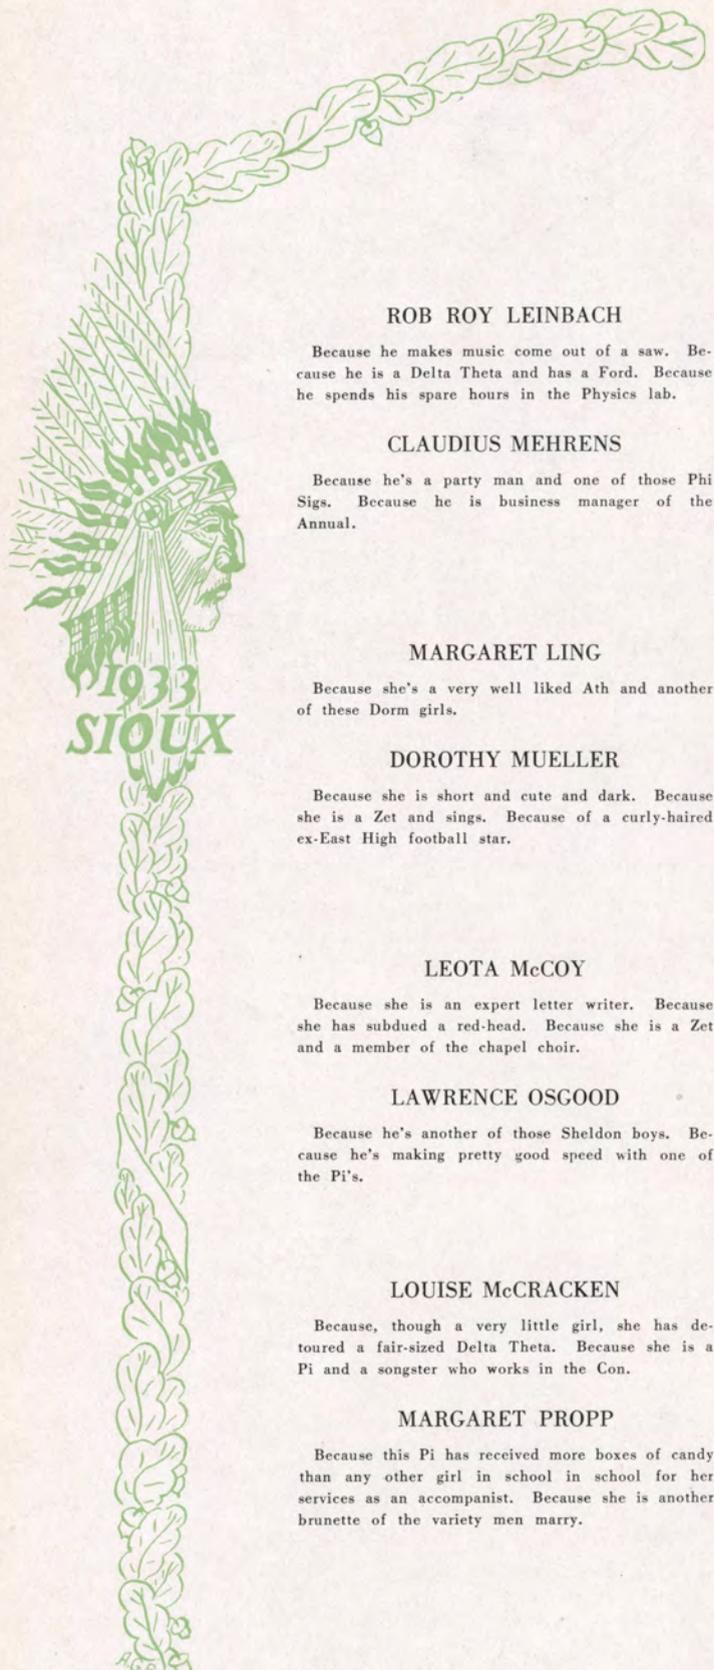 ROB ROY LEINBACH
Because he makes music come out of a saw. Be-
cause he is a Delta Theta and has a Ford. Because
he spends his spare hours in the Physics lab.
CLAUDIUS MEHRENS
Because he's a party man and one of those Phi
Sigs. Because he is business manager of the
Annual.
1933
SIOUX
MARGARET LING
Because she's a very well liked Ath and another
of these Dorm girls.
DOROTHY MUELLER
Because she is short and cute and dark. Because
she is a Zet and sings. Because of a curly-haired
ex-East High football star.
LEOTA McCOY
Because she is an expert letter writer. Because
she has subdued a red-head. Because she is a Zet
and a member of the chapel choir.
LAWRENCE OSGOOD
Because he's another of those Sheldon boys. Be-
cause he's making pretty good speed with one of
the Pi's.
LOUISE McCRACKEN
Because, though a very little girl, she has de-
toured a fair-sized Delta Theta. Because she is a
Pi and a songster who works in the Con.
MARGARET PROPP
Because this Pi has received more boxes of candy
than any other girl in school in school for her
services as an accompanist. Because she is another
brunette of the variety men marry.